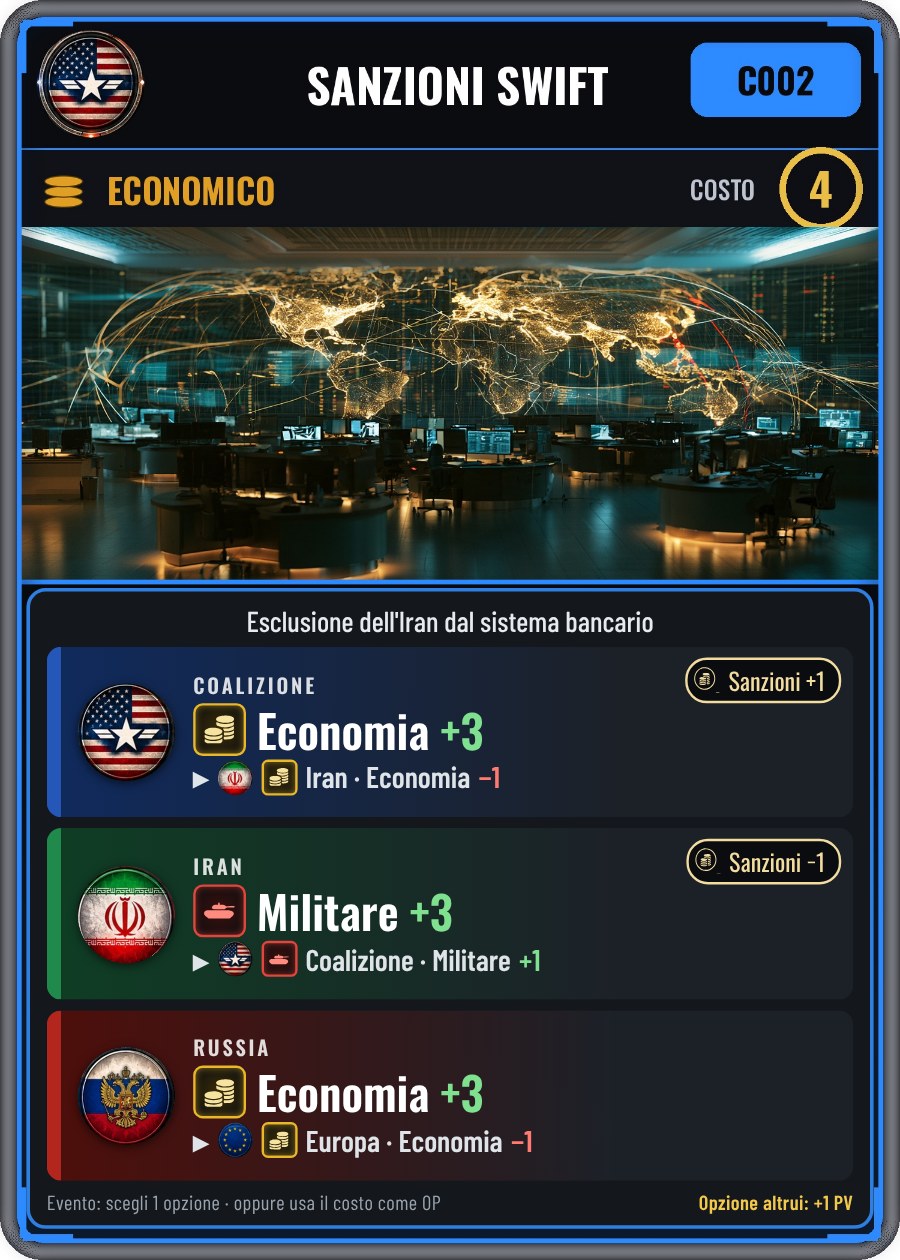 SANZIONI SWIFT
C002
ECONOMICO
COSTO
4
Esclusione dell'Iran dal sistema bancario
COALIZIONE
Sanzioni +1
Economia +3
▶ Iran · Economia −1
IRAN
Sanzioni −1
Militare +3
▶ Coalizione · Militare +1
RUSSIA
Economia +3
▶ Europa · Economia −1
Evento: scegli 1 opzione · oppure usa il costo come OP
Opzione altrui: +1 PV